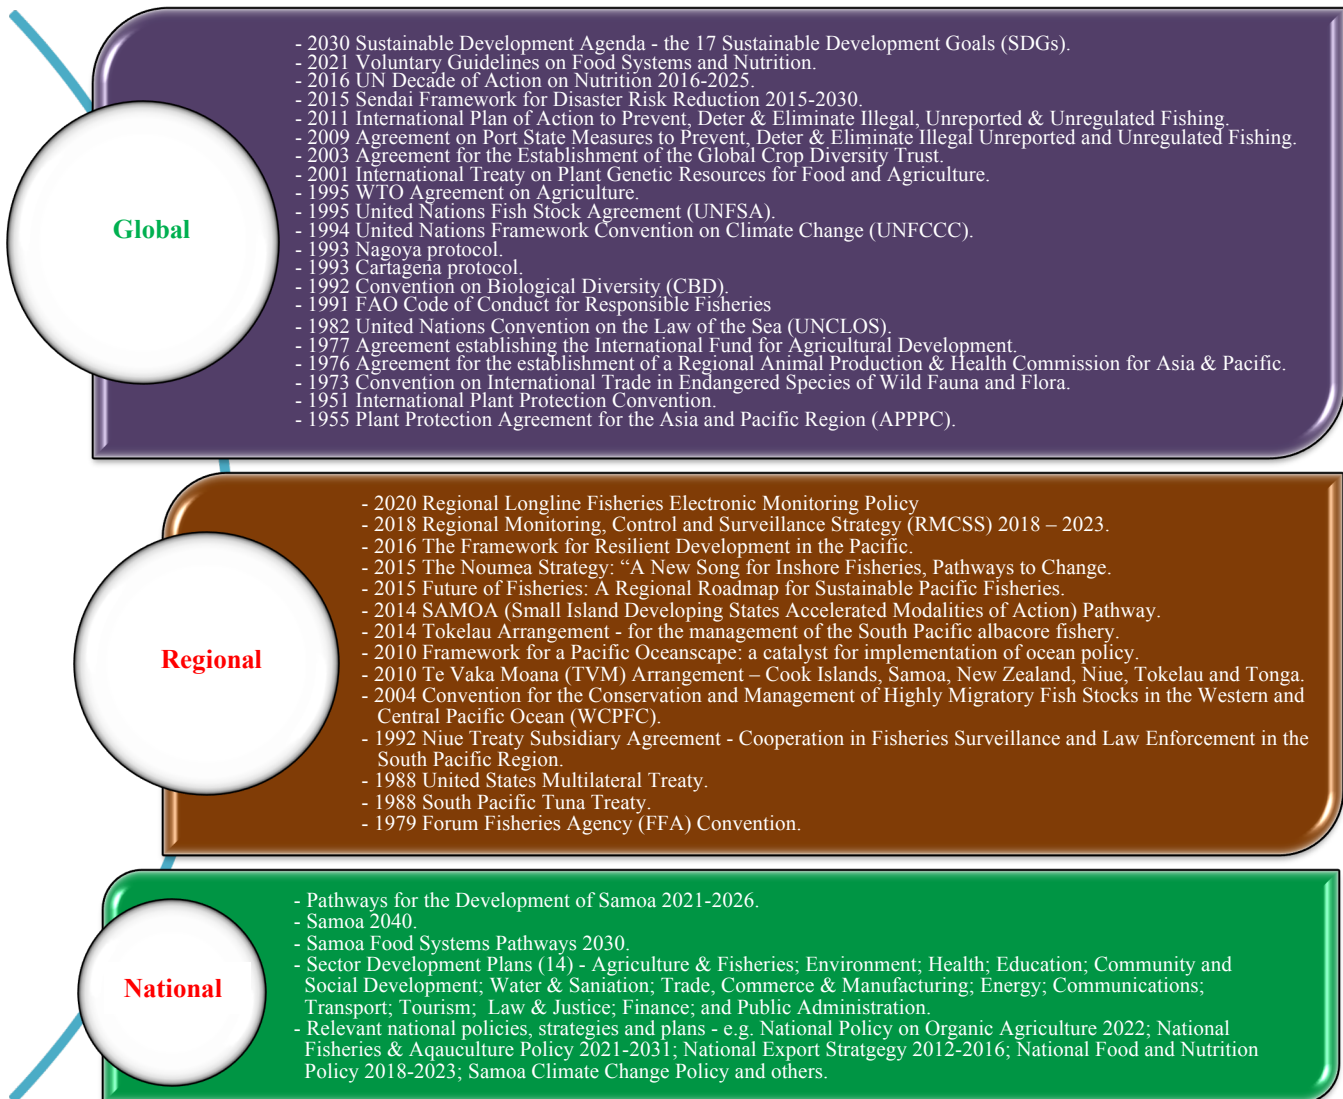 Global
- 2030 Sustainable Development Agenda - the 17 Sustainable Development Goals (SDGs).
- 2021 Voluntary Guidelines on Food Systems and Nutrition.
- 2016 UN Decade of Action on Nutrition 2016-2025.
- 2015 Sendai Framework for Disaster Risk Reduction 2015-2030.
- 2011 International Plan of Action to Prevent, Deter & Eliminate Illegal, Unreported & Unregulated Fishing.
- 2009 Agreement on Port State Measures to Prevent, Deter & Eliminate Illegal Unreported and Unregulated Fishing.
- 2003 Agreement for the Establishment of the Global Crop Diversity Trust.
- 2001 International Treaty on Plant Genetic Resources for Food and Agriculture.
- 1995 WTO Agreement on Agriculture.
- 1995 United Nations Fish Stock Agreement (UNFSA).
- 1994 United Nations Framework Convention on Climate Change (UNFCCC).
- 1993 Nagoya protocol.
- 1993 Cartagena protocol.
- 1992 Convention on Biological Diversity (CBD).
- 1991 FAO Code of Conduct for Responsible Fisheries
- 1982 United Nations Convention on the Law of the Sea (UNCLOS).
- 1977 Agreement establishing the International Fund for Agricultural Development.
- 1976 Agreement for the establishment of a Regional Animal Production & Health Commission for Asia & Pacific.
- 1973 Convention on International Trade in Endangered Species of Wild Fauna and Flora.
- 1951 International Plant Protection Convention.
- 1955 Plant Protection Agreement for the Asia and Pacific Region (APPPC).
Regional
- 2020 Regional Longline Fisheries Electronic Monitoring Policy
- 2018 Regional Monitoring, Control and Surveillance Strategy (RMCSS) 2018 – 2023.
- 2016 The Framework for Resilient Development in the Pacific.
- 2015 The Noumea Strategy: “A New Song for Inshore Fisheries, Pathways to Change.
- 2015 Future of Fisheries: A Regional Roadmap for Sustainable Pacific Fisheries.
- 2014 SAMOA (Small Island Developing States Accelerated Modalities of Action) Pathway.
- 2014 Tokelau Arrangement - for the management of the South Pacific albacore fishery.
- 2010 Framework for a Pacific Oceanscape: a catalyst for implementation of ocean policy.
- 2010 Te Vaka Moana (TVM) Arrangement – Cook Islands, Samoa, New Zealand, Niue, Tokelau and Tonga.
- 2004 Convention for the Conservation and Management of Highly Migratory Fish Stocks in the Western and
Central Pacific Ocean (WCPFC).
- 1992 Niue Treaty Subsidiary Agreement - Cooperation in Fisheries Surveillance and Law Enforcement in the
South Pacific Region.
- 1988 United States Multilateral Treaty.
- 1988 South Pacific Tuna Treaty.
- 1979 Forum Fisheries Agency (FFA) Convention.
National
- Pathways for the Development of Samoa 2021-2026.
- Samoa 2040.
- Samoa Food Systems Pathways 2030.
- Sector Development Plans (14) - Agriculture & Fisheries; Environment; Health; Education; Community and
Social Development; Water & Saniation; Trade, Commerce & Manufacturing; Energy; Communications;
Transport; Tourism; Law & Justice; Finance; and Public Administration.
- Relevant national policies, strategies and plans - e.g. National Policy on Organic Agriculture 2022; National
Fisheries & Aqauculture Policy 2021-2031; National Export Stratgegy 2012-2016; National Food and Nutrition
Policy 2018-2023; Samoa Climate Change Policy and others.